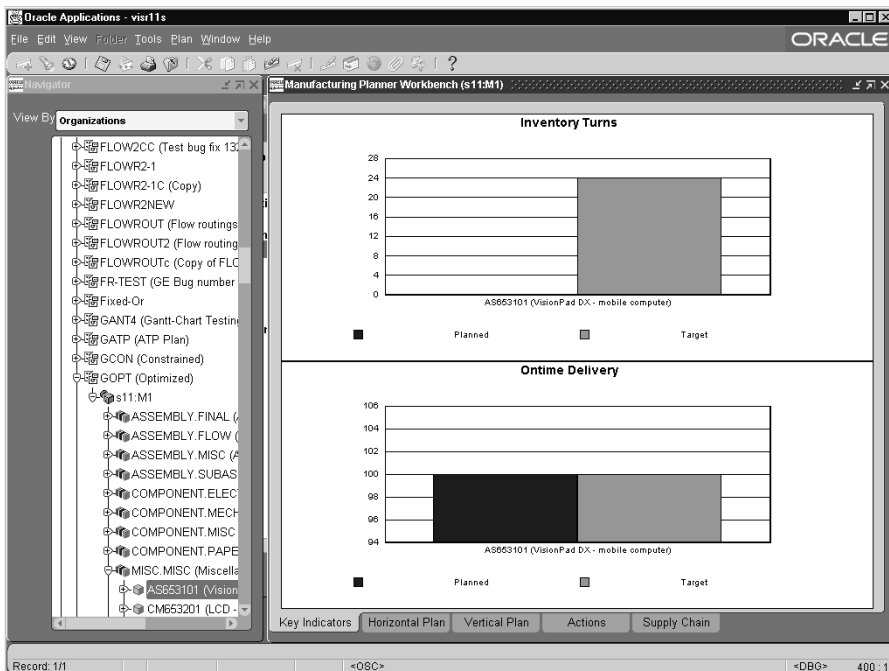 Oracle Applications - visr11s
File Edit View Folder Tools Plan Window Help
ORACLE
Navigator
View By Organizations
FLOW2CC (Test bug fix 132
FLOWR2-1
FLOWR2-1C (Copy)
FLOWR2NEW
FLOWROUT (Flow routings
FLOWROUT2 (Flow routing
FLOWROUTc (Copy of FLO
FR-TEST (GE Bug number
Fixed-Or
GANT4 (Gantt-Chart Testing
GATP (ATP Plan)
GCON (Constrained)
GOPT (Optimized)
s11:M1
ASSEMBLY.FINAL (
ASSEMBLY.FLOW (
ASSEMBLY.MISC (A
ASSEMBLY.SUBAS
COMPONENT.ELEC
COMPONENT.MECH
COMPONENT.MISC
COMPONENT.PAPE
MISC.MISC (Miscella
AS653101 (Vision
CM653201 (LCD -
Manufacturing Planner Workbench (s11:M1)
Inventory Turns
28
24
20
16
12
8
4
0
AS653101 (VisionPad DX - mobile computer)
Planned Target
Ontime Delivery
106
104
102
100
98
96
94
AS653101 (VisionPad DX - mobile computer)
Planned Target
Key Indicators Horizontal Plan Vertical Plan Actions Supply Chain
Record: 1/1 <OSC> <DBG> 400 : 1